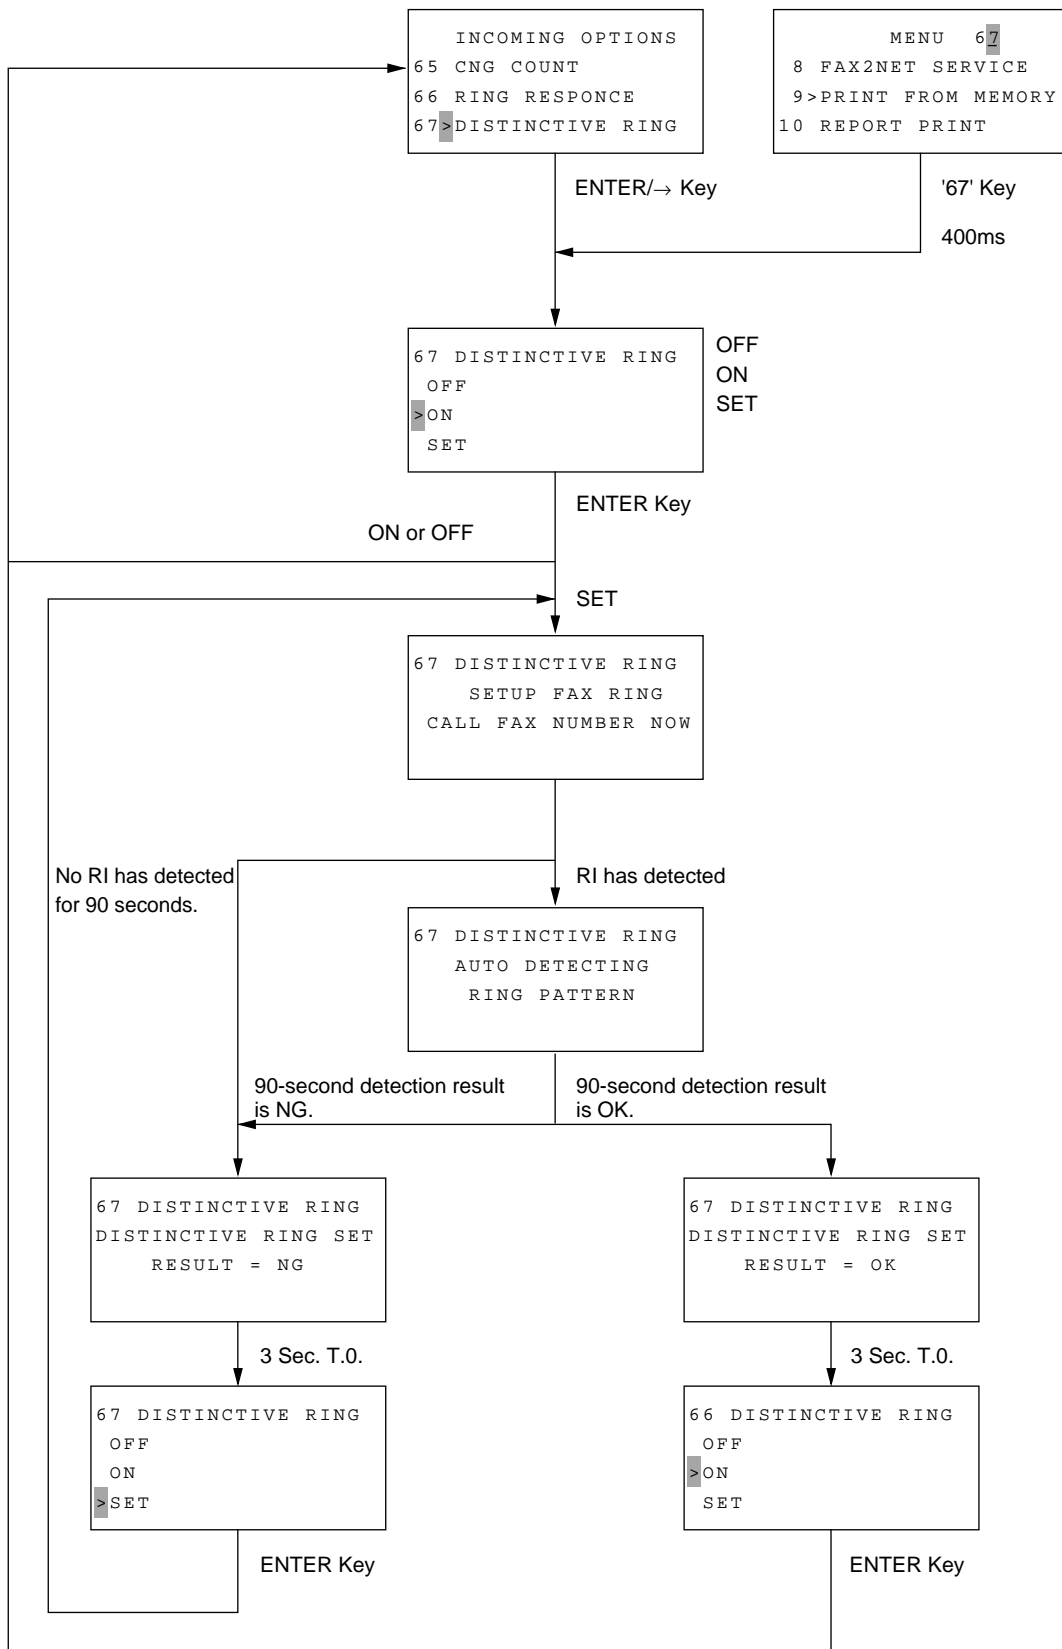 INCOMING OPTIONS
65 CNG COUNT
66 RING RESPONCE
67>DISTINCTIVE RING
MENU 67
8 FAX2NET SERVICE
9>PRINT FROM MEMORY
10 REPORT PRINT
ENTER/→ Key
'67' Key
400ms
67 DISTINCTIVE RING
OFF
>ON
SET
OFF
ON
SET
ENTER Key
ON or OFF
SET
67 DISTINCTIVE RING
SETUP FAX RING
CALL FAX NUMBER NOW
No RI has detected
for 90 seconds.
RI has detected
67 DISTINCTIVE RING
AUTO DETECTING
RING PATTERN
90-second detection result
is NG.
90-second detection result
is OK.
67 DISTINCTIVE RING
DISTINCTIVE RING SET
RESULT = NG
67 DISTINCTIVE RING
DISTINCTIVE RING SET
RESULT = OK
3 Sec. T.0.
3 Sec. T.0.
67 DISTINCTIVE RING
OFF
ON
>SET
66 DISTINCTIVE RING
OFF
>ON
SET
ENTER Key
ENTER Key